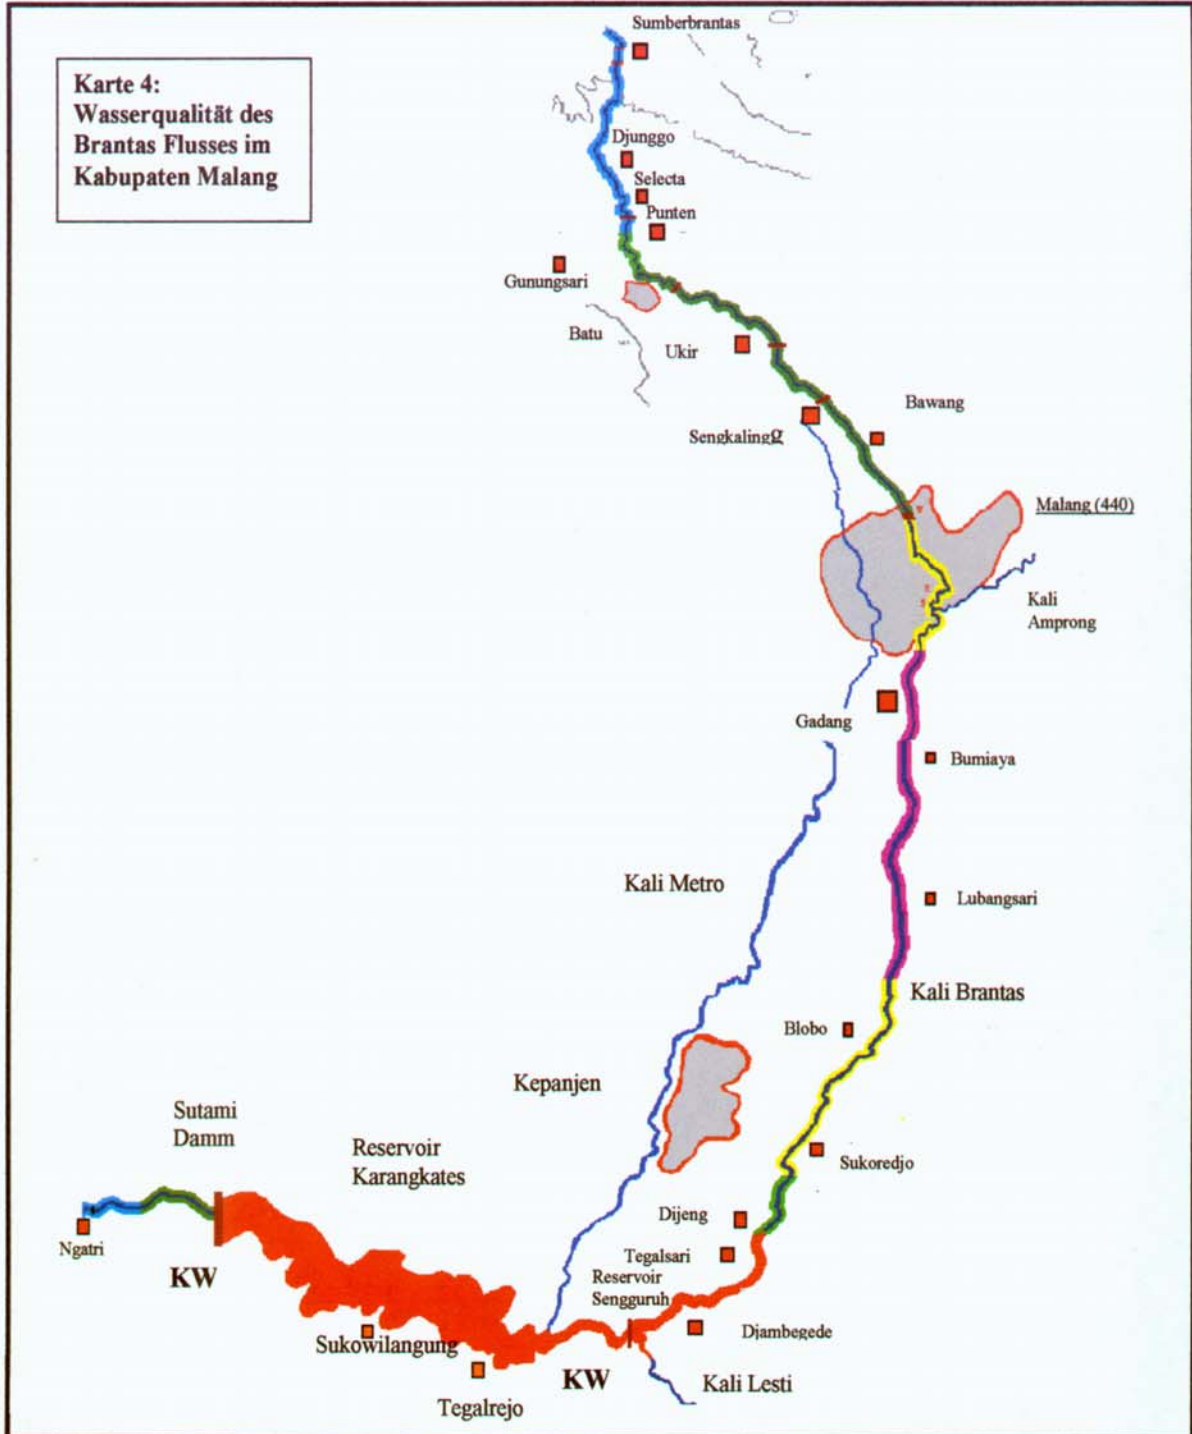 Karte 4:
Wasserqualität des
Brantas Flusses im
Kabupaten Malang
Sumberbrantas
Djunggo
Selecta
Punten
Gunungsari
Batu
Ukir
Bawang
Sengkalingg
Malang (440)
Kali
Amprong
Gadang
Bumiaya
Kali Metro
Lubangsari
Kali Brantas
Blobo
Kepanjen
Sutami
Damm
Reservoir
Karangkates
Sukoredjo
Dijeng
Ngatri
Tegalsari
KW
Reservoir
Sengguruh
Djambegede
Sukowilangung
KW
Kali Lesti
Tegalrejo